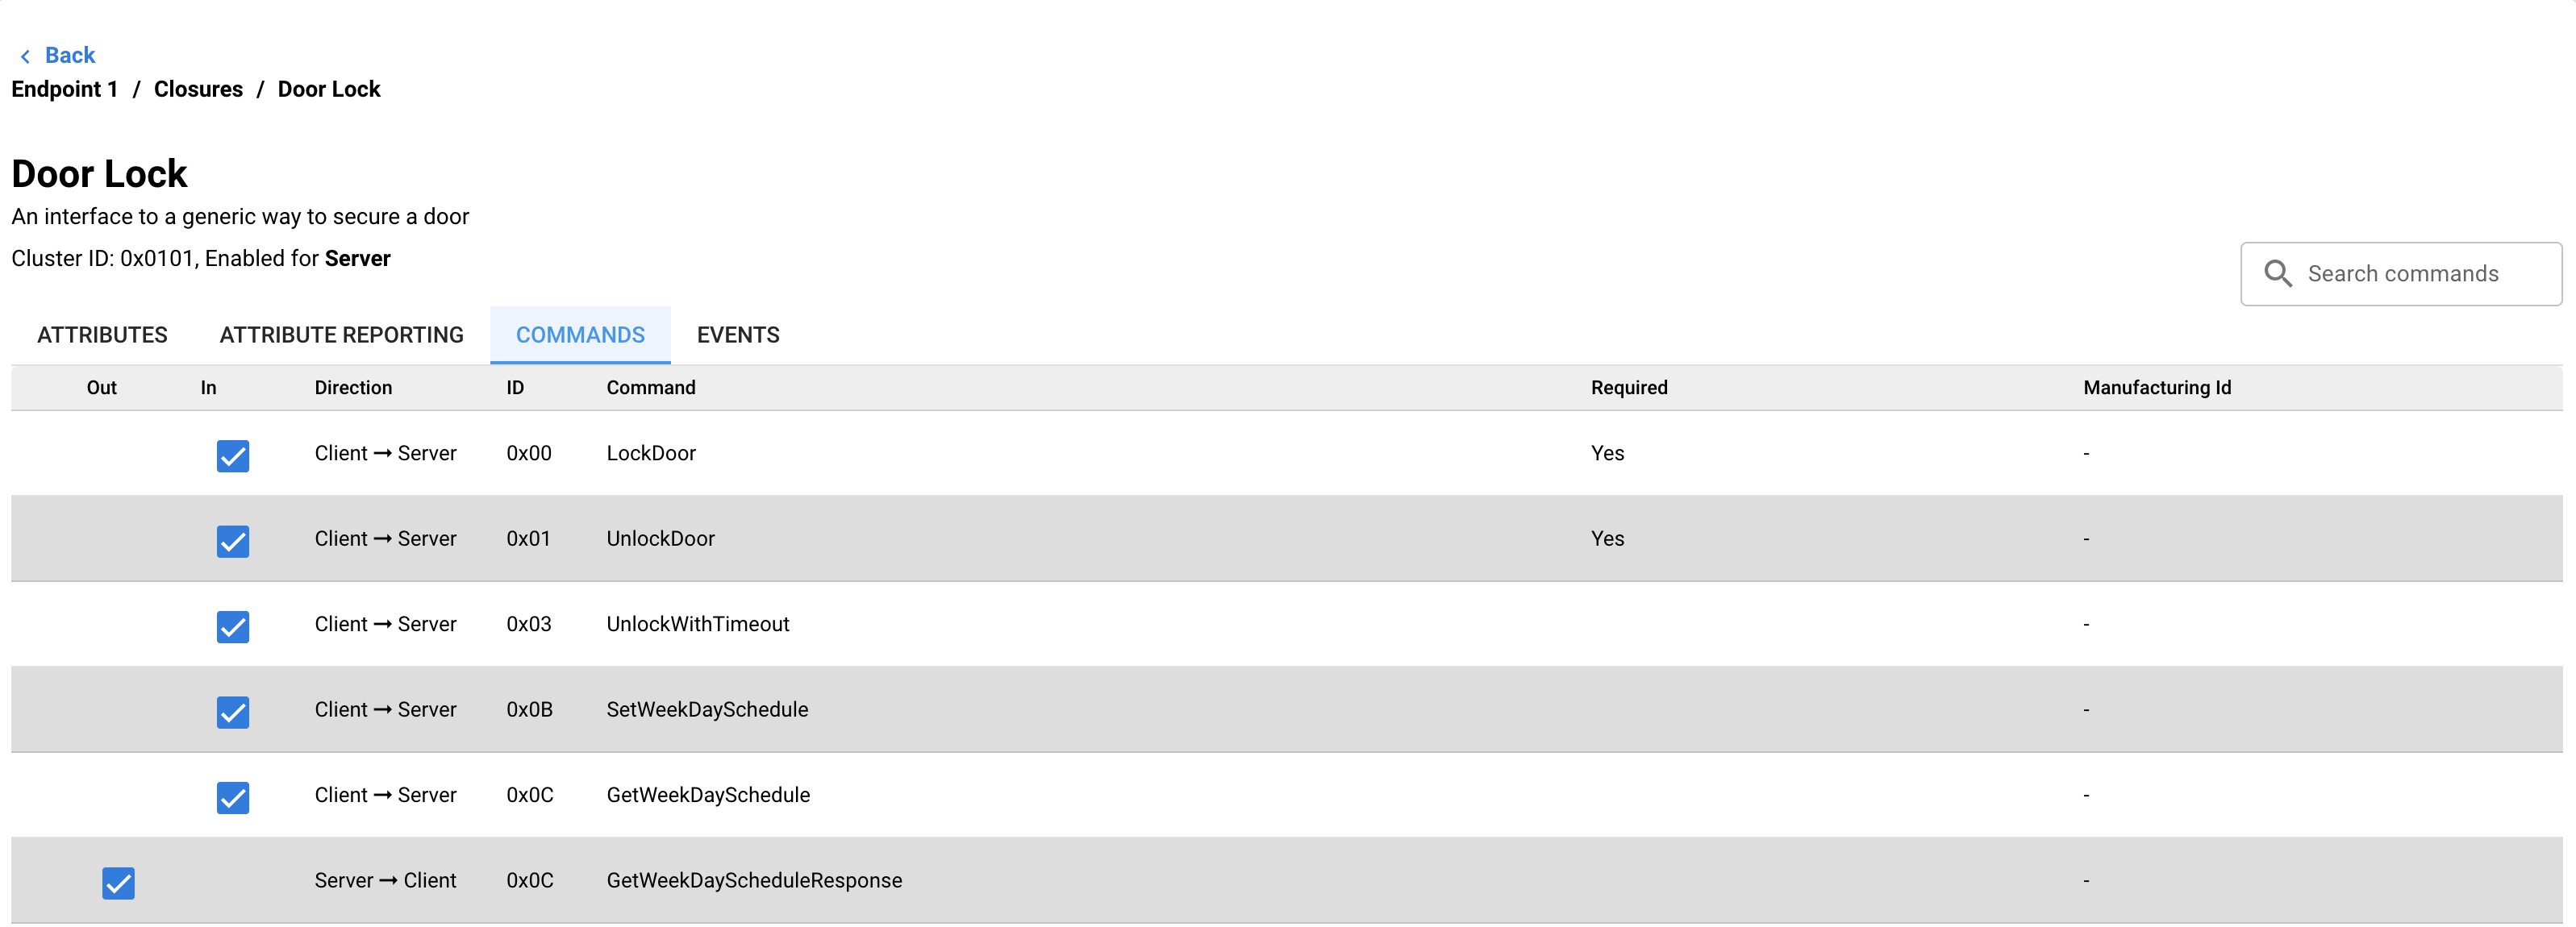 Back
Endpoint 1 / Closures / Door Lock
Door Lock
An interface to a generic way to secure a door
Cluster ID: 0x0101, Enabled for Server
Search commands
ATTRIBUTES ATTRIBUTE REPORTING COMMANDS EVENTS
Out In Direction ID Command Required Manufacturing Id
Client → Server 0x00 LockDoor Yes -
Client → Server 0x01 UnlockDoor Yes -
Client → Server 0x03 UnlockWithTimeout -
Client → Server 0x0B SetWeekDaySchedule -
Client → Server 0x0C GetWeekDaySchedule -
Server → Client 0x0C GetWeekDayScheduleResponse -